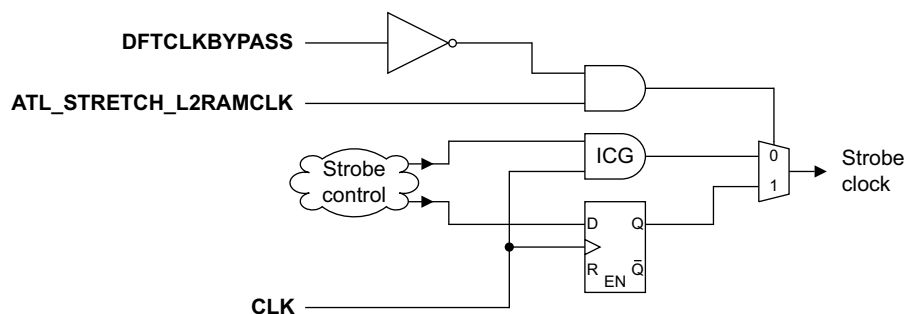 DFTCLKBYPASS
ATL_STRETCH_L2RAMCLK
Strobe
control
ICG
0
1
Strobe
clock
D
Q
R
EN
Q̅
CLK